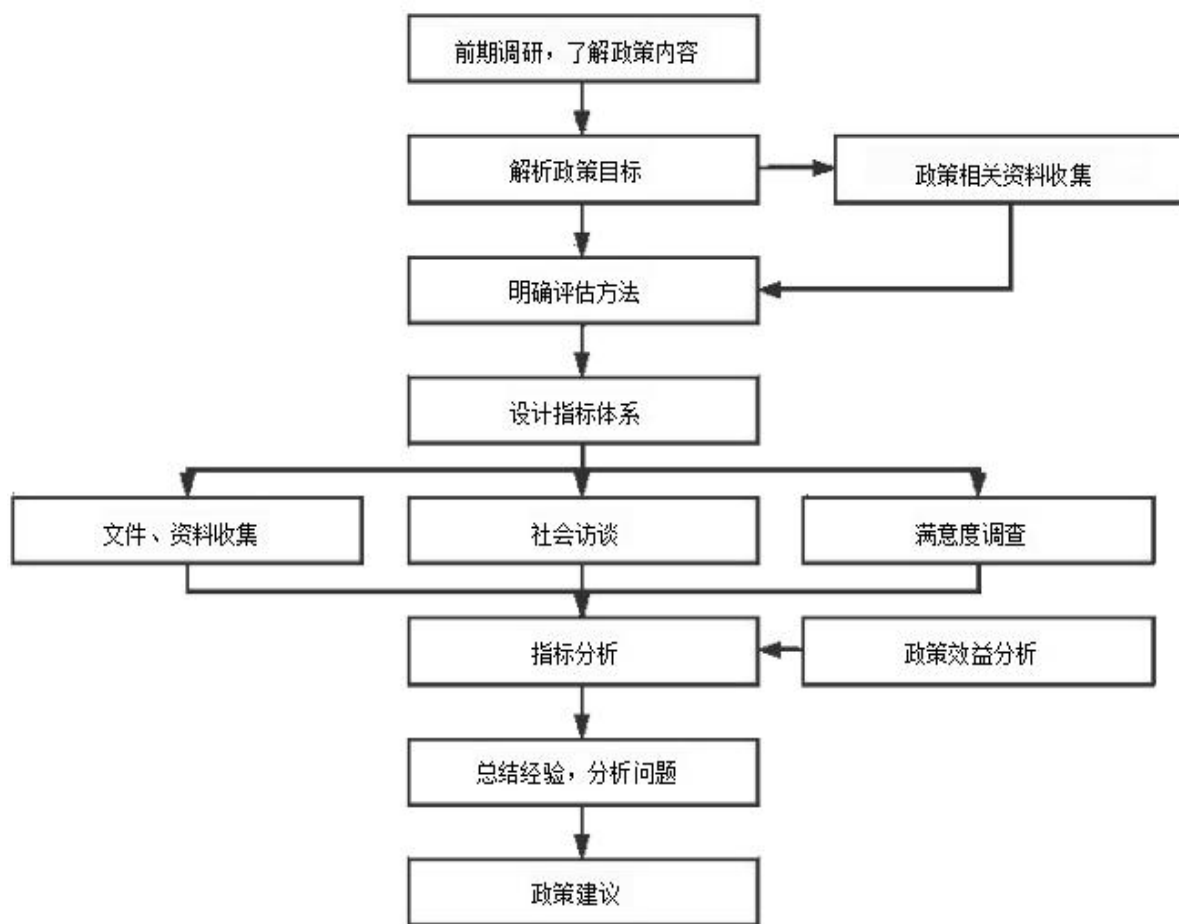 前期调研，了解政策内容
解析政策目标
政策相关资料收集
明确评估方法
设计指标体系
文件、资料收集
社会访谈
满意度调查
指标分析
政策效益分析
总结经验，分析问题
政策建议